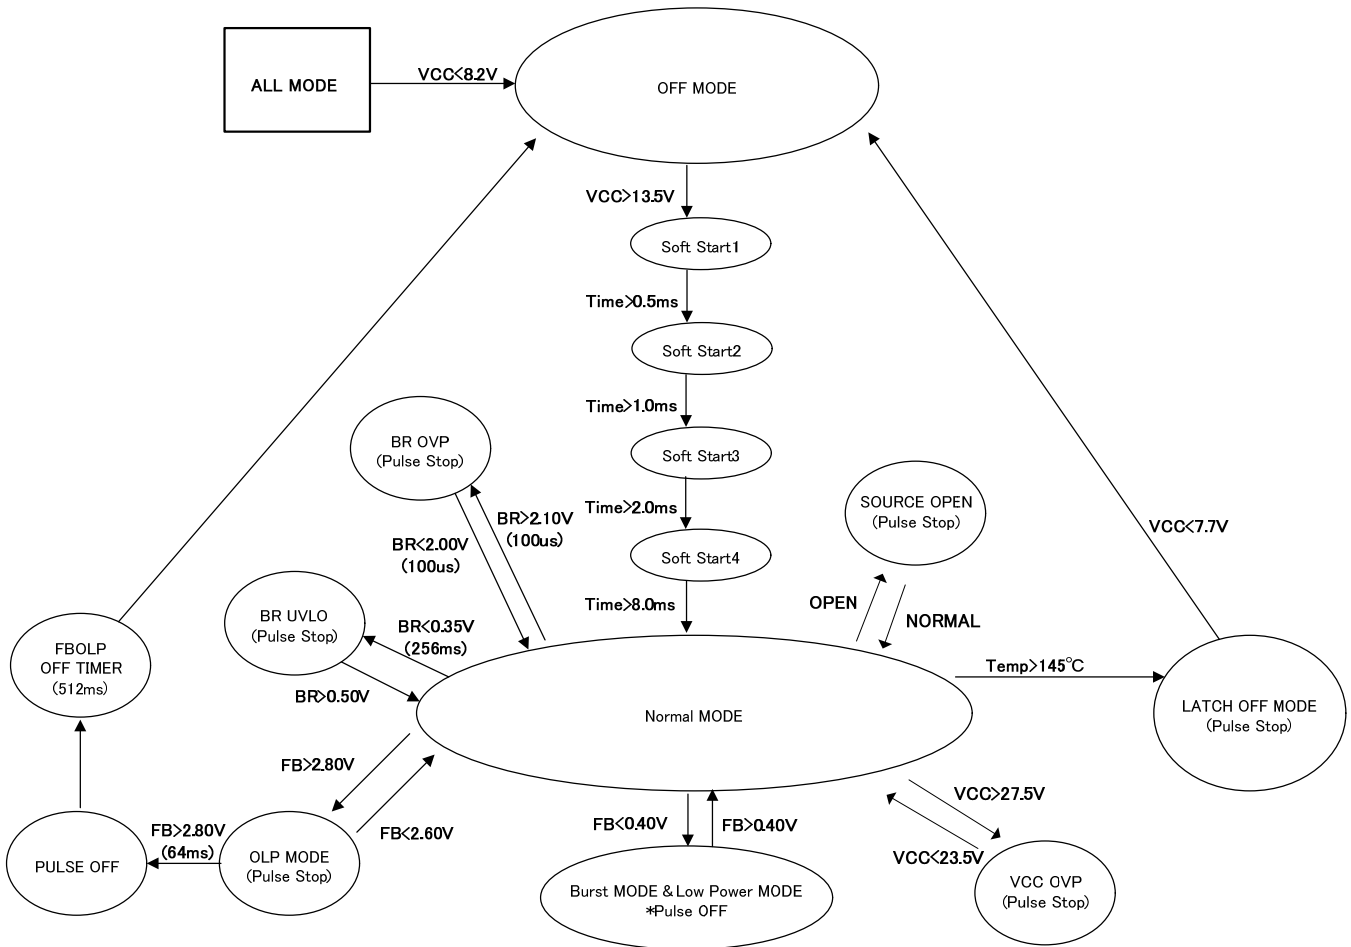 ALL MODE
VCC<8.2V
OFF MODE
VCC>13.5V
Soft Start1
Time>0.5ms
Soft Start2
Time>1.0ms
BR OVP
(Pulse Stop)
Soft Start3
SOURCE OPEN
(Pulse Stop)
Time>2.0ms
BR>2.10V
(100us)
VCC<7.7V
BR<2.00V
(100us)
Soft Start4
Time>8.0ms
OPEN
NORMAL
BR UVLO
(Pulse Stop)
BR<0.35V
(256ms)
FBOLP
OFF TIMER
(512ms)
BR>0.50V
Temp>145℃
Normal MODE
LATCH OFF MODE
(Pulse Stop)
FB>2.80V
VCC>27.5V
FB<2.60V
FB<0.40V
FB>0.40V
FB>2.80V
(64ms)
VCC<23.5V
PULSE OFF
OLP MODE
(Pulse Stop)
Burst MODE & Low Power MODE
*Pulse OFF
VCC OVP
(Pulse Stop)